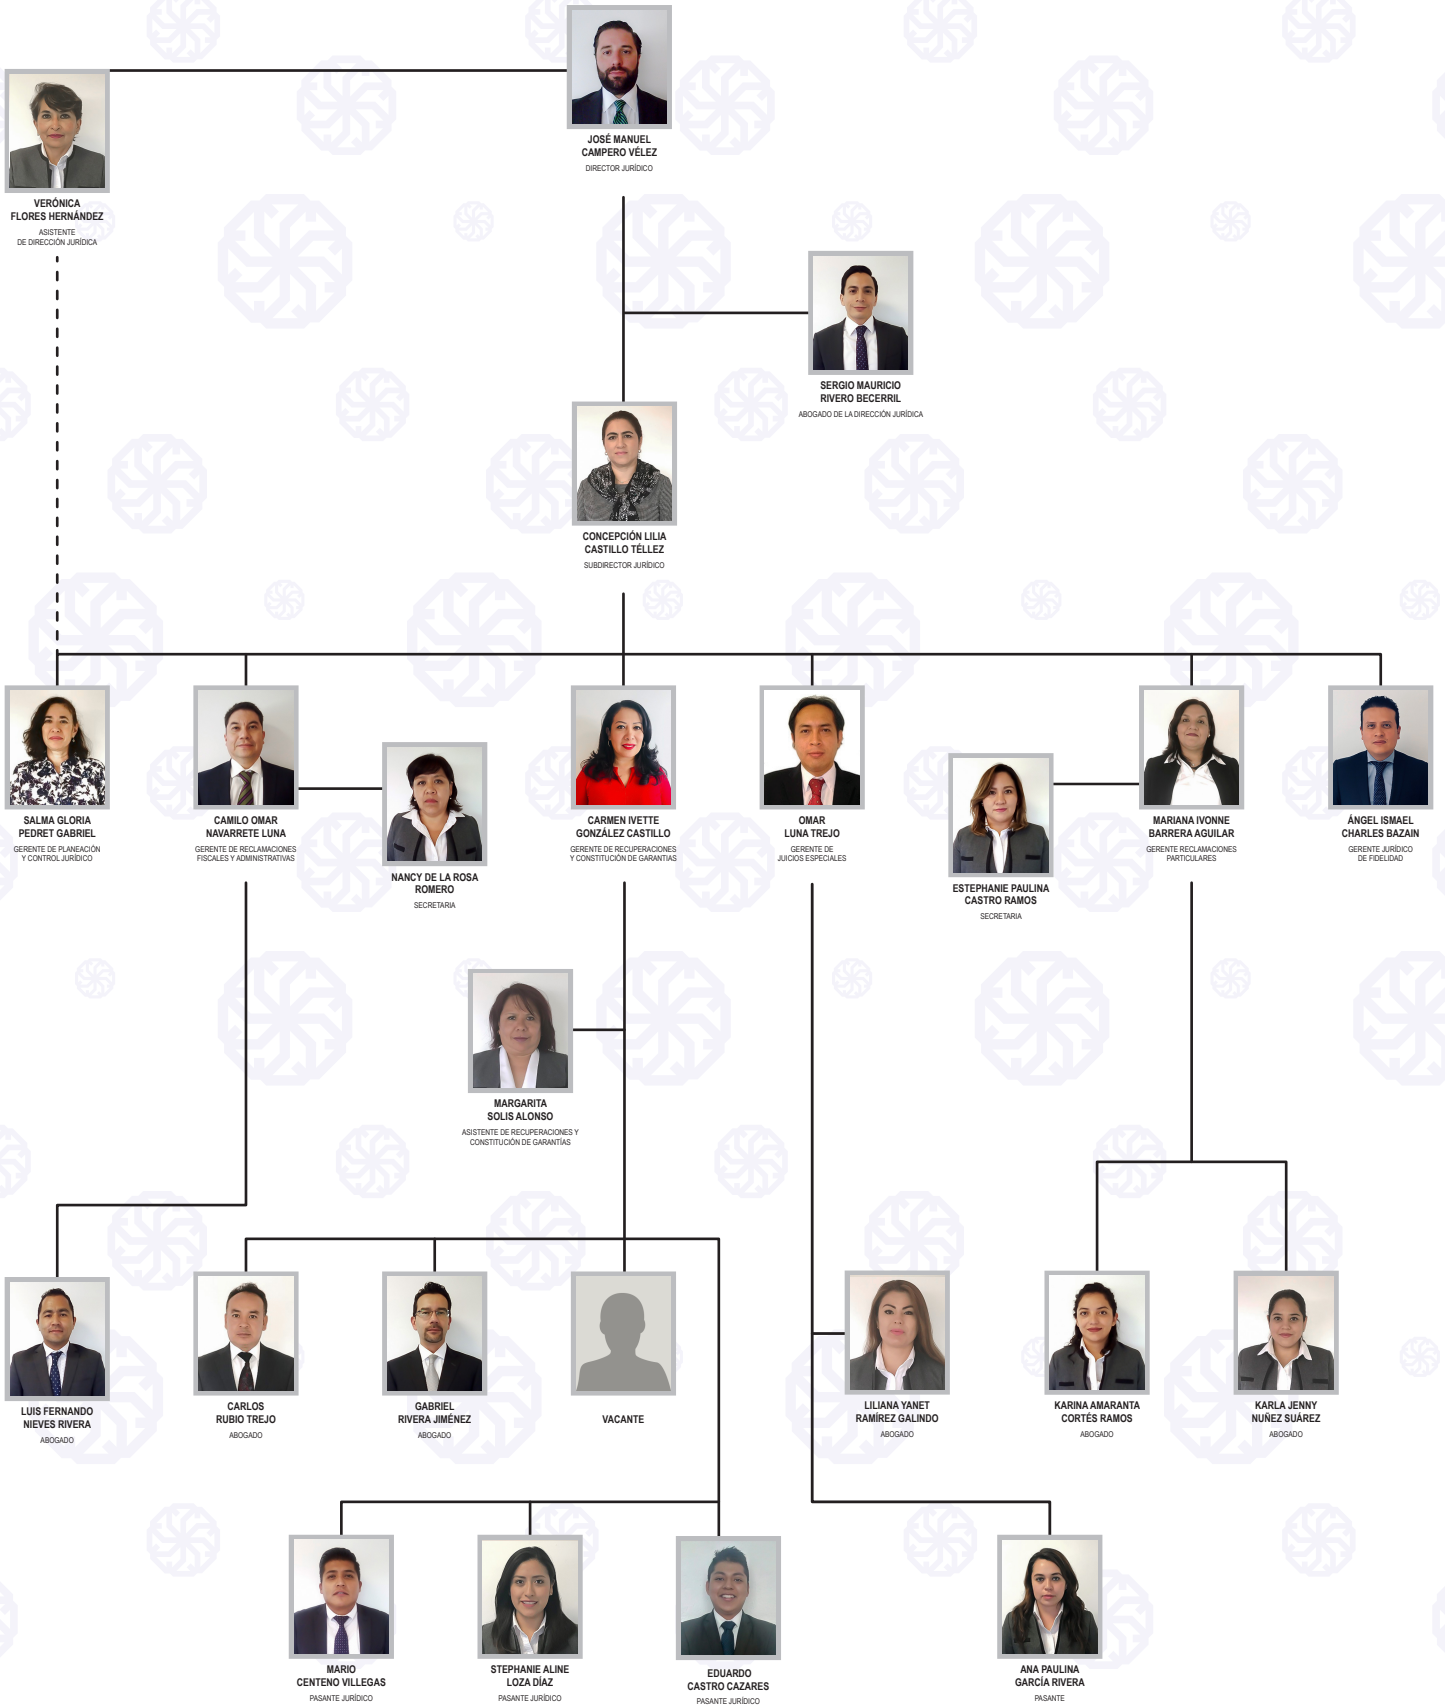 JOSÉ MANUEL
CAMPERO VÉLEZ
DIRECTOR JURÍDICO
VERÓNICA
FLORES HERNÁNDEZ
ASISTENTE
DE DIRECCIÓN JURÍDICA
SERGIO MAURICIO
RIVERO BECERRIL
ABOGADO DE LA DIRECCIÓN JURÍDICA
CONCEPCIÓN LILIA
CASTILLO TÉLLEZ
SUBDIRECTOR JURÍDICO
SALMA GLORIA
PEDRET GABRIEL
GERENTE DE PLANEACIÓN
Y CONTROL JURÍDICO
CAMILO OMAR
NAVARRETE LUNA
GERENTE DE RECLAMACIONES
FISCALES Y ADMINISTRATIVAS
NANCY DE LA ROSA
ROMERO
SECRETARIA
CARMEN IVETTE
GONZÁLEZ CASTILLO
GERENTE DE RECUPERACIONES
Y CONSTITUCIÓN DE GARANTIAS
OMAR
LUNA TREJO
GERENTE DE
JUICIOS ESPECIALES
ESTEPHANIE PAULINA
CASTRO RAMOS
SECRETARIA
MARIANA IVONNE
BARRERA AGUILAR
GERENTE RECLAMACIONES
PARTICULARES
ÁNGEL ISMAEL
CHARLES BAZAIN
GERENTE JURÍDICO
DE FIDELIDAD
MARGARITA
SOLIS ALONSO
ASISTENTE DE RECUPERACIONES Y
CONSTITUCIÓN DE GARANTÍAS
LUIS FERNANDO
NIEVES RIVERA
ABOGADO
CARLOS
RUBIO TREJO
ABOGADO
GABRIEL
RIVERA JIMÉNEZ
ABOGADO
VACANTE
LILIANA YANET
RAMÍREZ GALINDO
ABOGADO
KARINA AMARANTA
CORTÉS RAMOS
ABOGADO
KARLA JENNY
NUÑEZ SUÁREZ
ABOGADO
MARIO
CENTENO VILLEGAS
PASANTE JURÍDICO
STEPHANIE ALINE
LOZA DÍAZ
PASANTE JURÍDICO
EDUARDO
CASTRO CAZARES
PASANTE JURÍDICO
ANA PAULINA
GARCÍA RIVERA
PASANTE